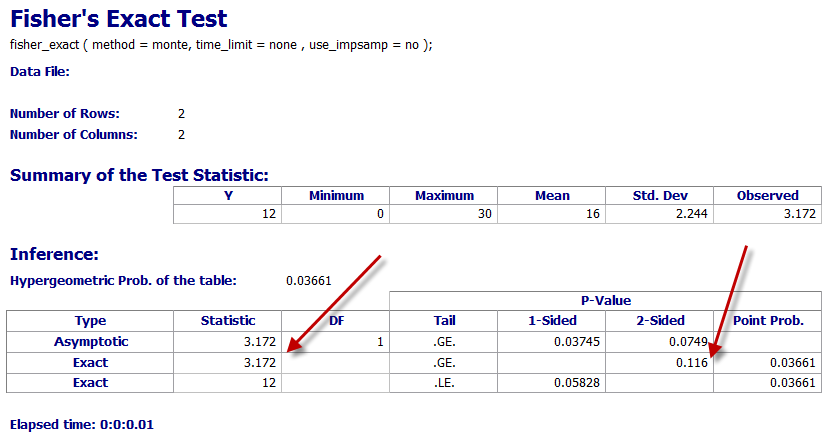 Fisher's Exact Test
fisher_exact ( method = monte, time_limit = none , use_impsamp = no );
Data File:
Number of Rows: 2
Number of Columns: 2
Summary of the Test Statistic:
Y Minimum Maximum Mean Std. Dev Observed
12 0 30 16 2.244 3.172
Inference:
Hypergeometric Prob. of the table: 0.03661
P-Value
Type Statistic DF Tail 1-Sided 2-Sided Point Prob.
Asymptotic 3.172 1 .GE. 0.03745 0.0749
Exact 3.172 .GE. 0.116 0.03661
Exact 12 .LE. 0.05828 0.03661
Elapsed time: 0:0:0.01